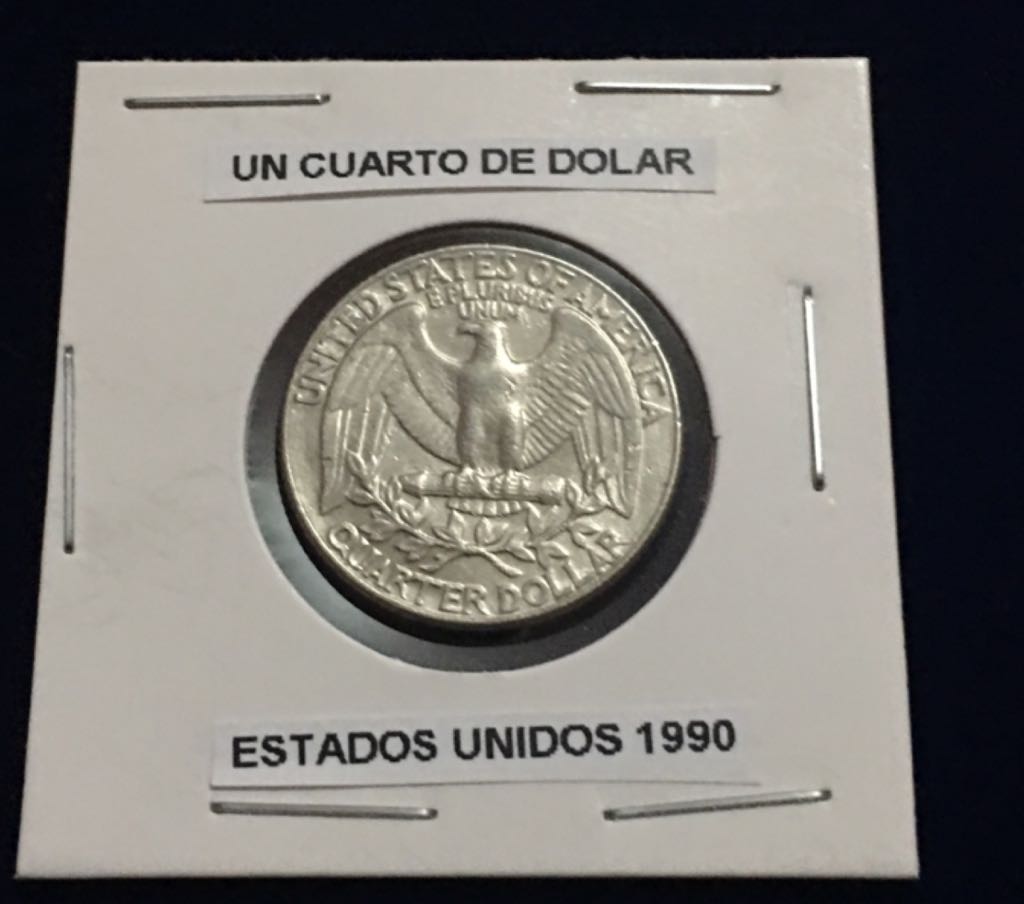 UN CUARTO DE DOLAR
UNITED STATES OF AMERICA
E PLURIBUS
UNUM
QUARTER DOLLAR
ESTADOS UNIDOS 1990